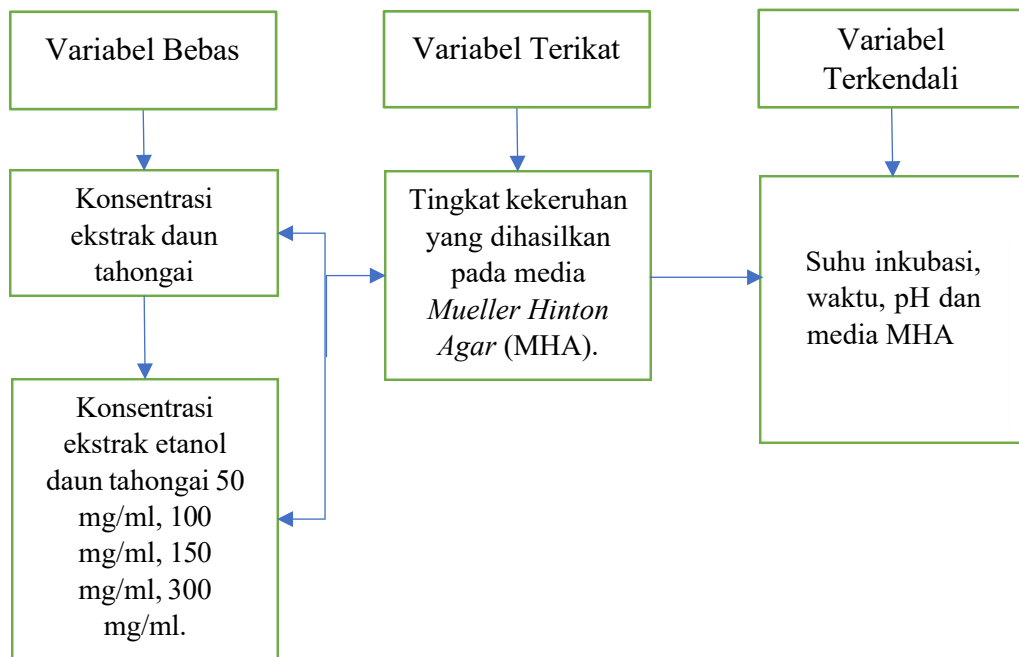 Variabel Bebas
Variabel Terikat
Variabel
Terkendali
Konsentrasi
ekstrak daun
tahongai
Tingkat kekeruhan
yang dihasilkan
pada media
Mueller Hinton
Agar (MHA).
Suhu inkubasi,
waktu, pH dan
media MHA
Konsentrasi
ekstrak etanol
daun tahongai 50
mg/ml, 100
mg/ml, 150
mg/ml, 300
mg/ml.